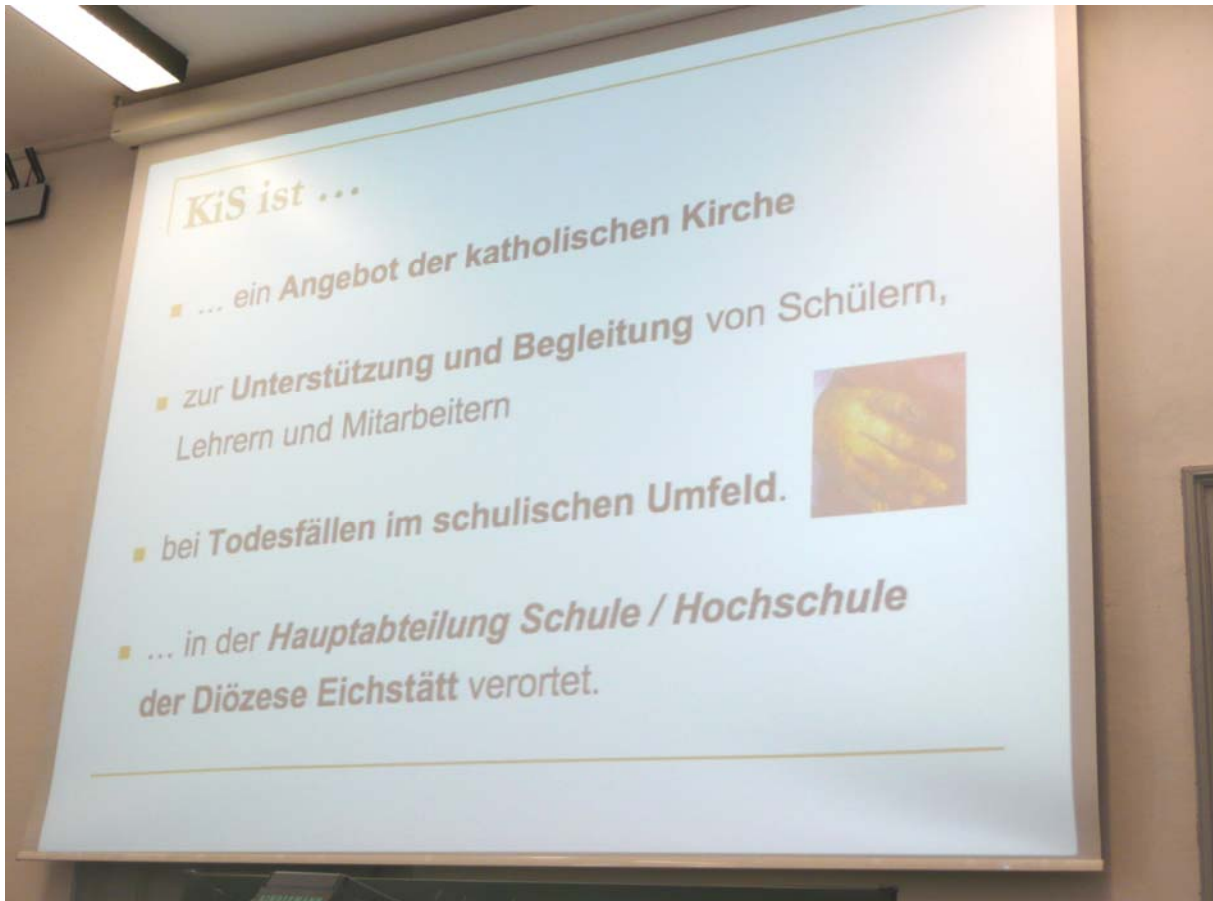 KiS ist ...
... ein Angebot der katholischen Kirche
zur Unterstützung und Begleitung von Schülern,
Lehrern und Mitarbeitern
bei Todesfällen im schulischen Umfeld.
... in der Hauptabteilung Schule / Hochschule
der Diözese Eichstätt verortet.